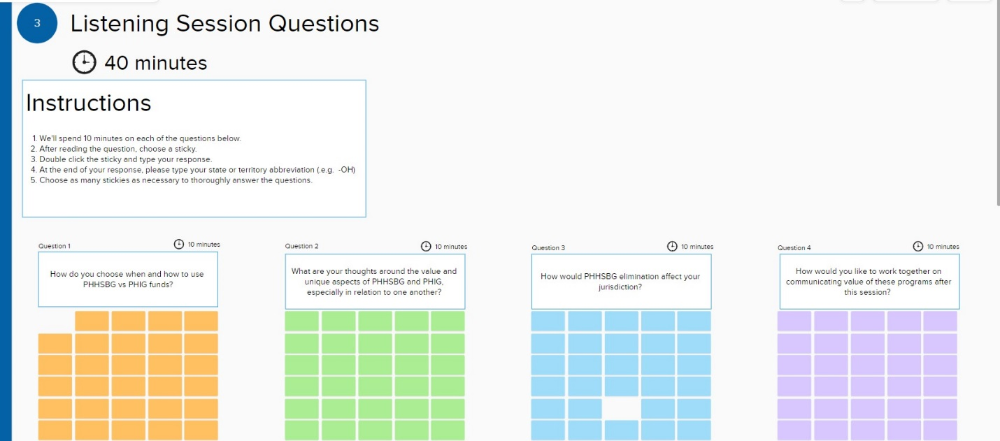 3
Listening Session Questions
40 minutes
Instructions
1. We'll spend 10 minutes on each of the questions below.
2. After reading the question, choose a sticky.
3. Double click the sticky and type your response.
4. At the end of your response, please type your state or territory abbreviation (.e.g. -OH)
5. Choose as many stickies as necessary to thoroughly answer the questions.
Question 1
10 minutes
How do you choose when and how to use
PHHSBG vs PHIG funds?
Question 2
10 minutes
What are your thoughts around the value and
unique aspects of PHHSBG and PHIG,
especially in relation to one another?
Question 3
10 minutes
How would PHHSBG elimination affect your
jurisdiction?
Question 4
10 minutes
How would you like to work together on
communicating value of these programs after
this session?